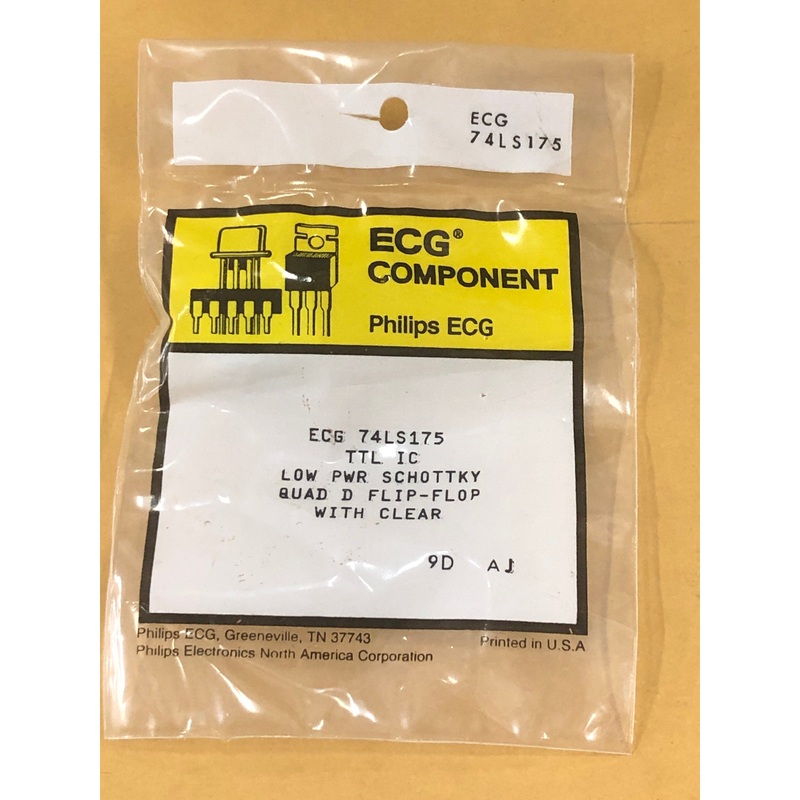 ECG
74LS175
ECG®
COMPONENT
Philips ECG
ECG 74LS175
TTL IC
LOW PWR SCHOTTKY
QUAD D FLIP-FLOP
WITH CLEAR
9D
Philips ECG, Greeneville, TN 37743
Printed in U.S.A
Philips Electronics North America Corporation